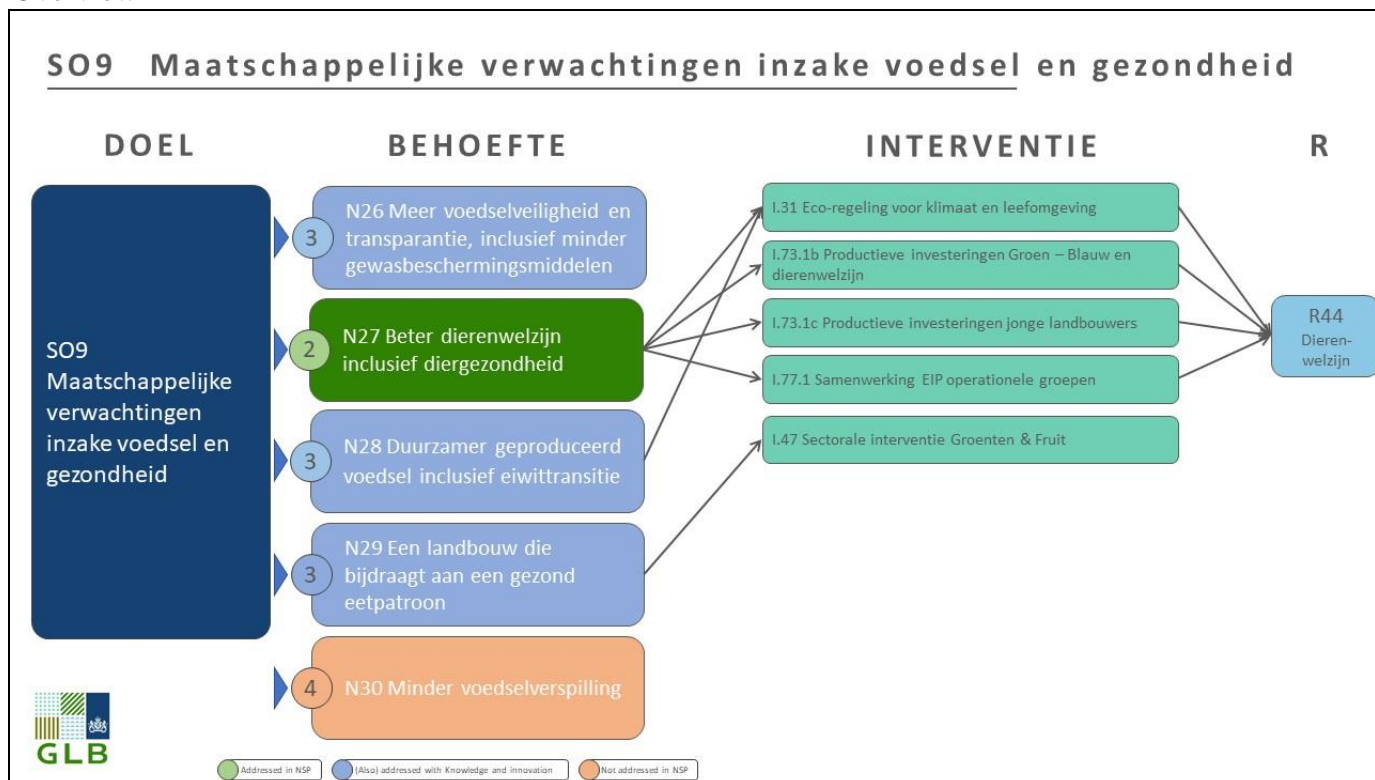 SO9 Maatschappelijke verwachtingen inzake voedsel en gezondheid
DOEL
BEHOEFTE
INTERVENTIE
R
SO9
Maatschappelijke
verwachtingen
inzake voedsel en
gezondheid
3
N26 Meer voedselveiligheid en
transparantie, inclusief minder
gewasbeschermingsmiddelen
2
N27 Beter dierenwelzijn
inclusief diergezondheid
3
N28 Duurzamer geproduceerd
voedsel inclusief eiwittransitie
3
N29 Een landbouw die
bijdraagt aan een gezond
eetpatroon
4
N30 Minder voedselverspilling
I.31 Eco-regeling voor klimaat en leefomgeving
I.73.1b Productieve investeringen Groen – Blauw en
dierenwelzijn
I.73.1c Productieve investeringen jonge landbouwers
I.77.1 Samenwerking EIP operationele groepen
I.47 Sectorale interventie Groenten & Fruit
R44
Dieren-
welzijn
GLB
Addressed in NSP
(Also) addressed with Knowledge and innovation
Not addressed in NSP